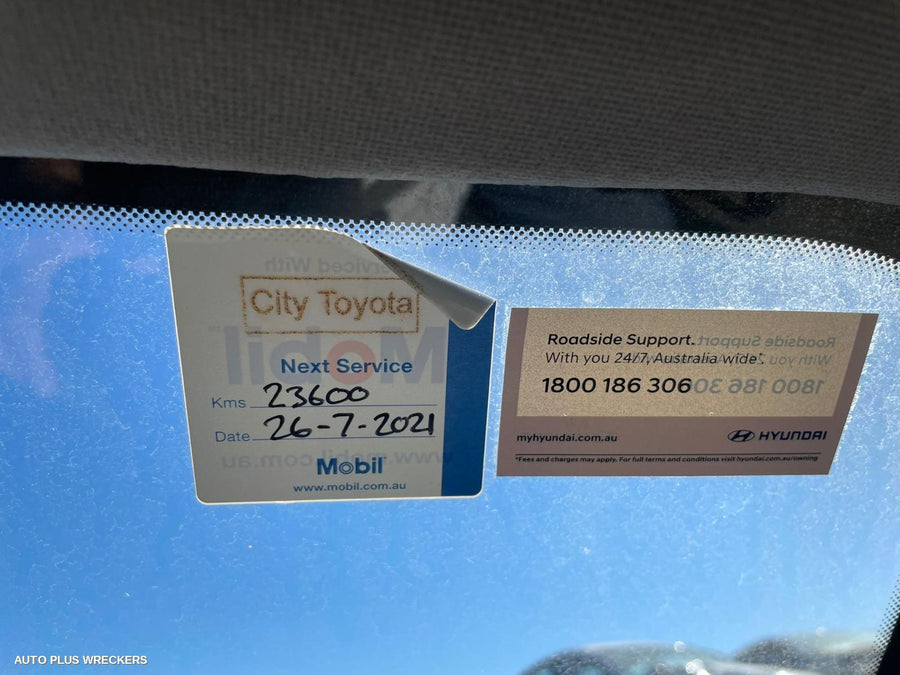 City Toyota
Next Service
Kms 23600
Date 26-7-2021
Mobil
www.mobil.com.au
Roadside Support.
With you 24/7, Australia wide*.
1800 186 306
myhyundai.com.au
HYUNDAI
*Fees and charges may apply. For full terms and conditions visit hyundai.com.au/owning
AUTO PLUS WRECKERS